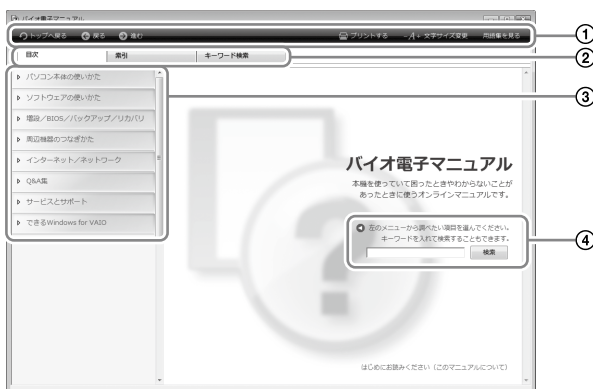 バイオ電子マニュアル
トップへ戻る 戻る 進む プリントする -A+ 文字サイズ変更 用語集を見る
①
目次 索引 キーワード検索
②
パソコン本体の使いかた
③
ソフトウェアの使いかた
増設/BIOS/バックアップ/リカバリ
周辺機器のつなぎかた
インターネット/ネットワーク
Q&A集
サービスとサポート
できるWindows for VAIO
バイオ電子マニュアル
本機を使っていて困ったときやわからないことが
あったときに使うオンラインマニュアルです。
左のメニューから調べたい項目を選んでください。
キーワードを入れて検索することもできます。
検索
④
はじめにお読みください(このマニュアルについて)